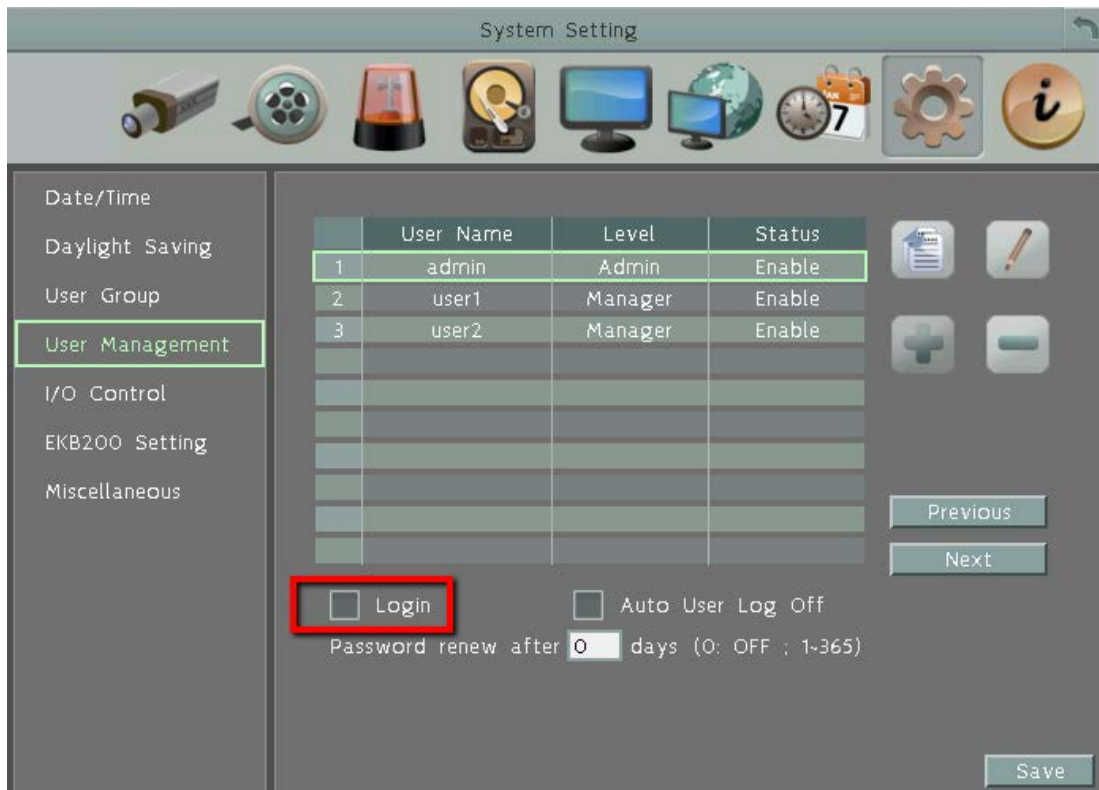 System Setting
JAN
7
i
Date/Time
Daylight Saving
User Group
User Management
I/O Control
EKB200 Setting
Miscellaneous
User Name Level Status
1 admin Admin Enable
2 user1 Manager Enable
3 user2 Manager Enable
Previous
Next
Login Auto User Log Off
Password renew after 0 days (0: OFF ; 1~365)
Save